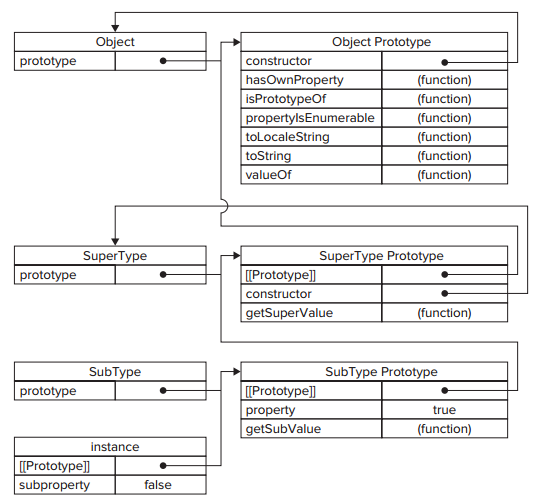 Object
prototype
Object Prototype
constructor
hasOwnProperty (function)
isPrototypeOf (function)
propertyIsEnumerable (function)
toLocaleString (function)
toString (function)
valueOf (function)
SuperType
prototype
SuperType Prototype
[[Prototype]]
constructor
getSuperValue (function)
SubType
prototype
SubType Prototype
[[Prototype]]
property true
getSubValue (function)
instance
[[Prototype]]
subproperty false